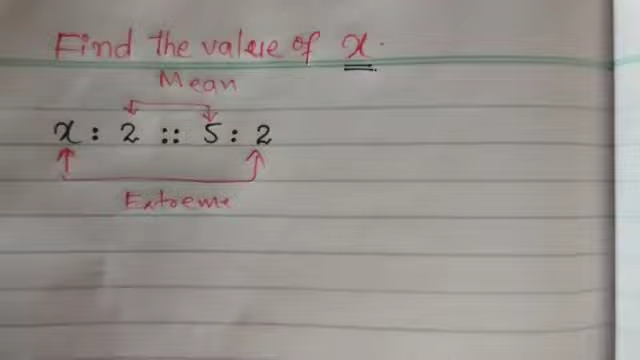 Find the value of x.
Mean
x : 2 :: 5 : 2
Extreme